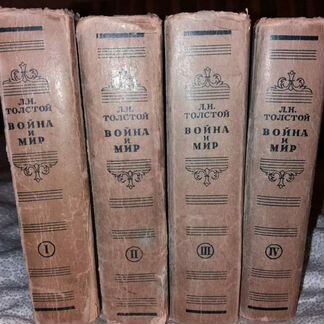 Л.Н.
ТОЛСТОЙ
ВОЙНА
И
МИР
I
Л.Н.
ТОЛСТОЙ
ВОЙНА
И
МИР
II
Л.Н.
ТОЛСТОЙ
ВОЙНА
И
МИР
III
Л.Н.
ТОЛСТОЙ
ВОЙНА
И
МИР
IV